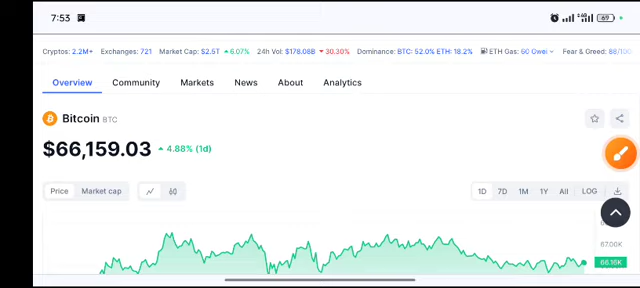 7:53
69
Cryptos: 2.2M Exchanges: 721 Market Cap: $2.5T 6.07% 24h Vol: $178.08B 30.30% Dominance: BTC: 52.0% ETH: 18.2% ETH Gas: 60 Gwei Fear & Greed: 88/100
Overview Community Markets News About Analytics
Bitcoin BTC
$66,159.03 4.88% (1d)
Price Market cap 1D 7D 1M 1Y All LOG
67.00K
66.16K